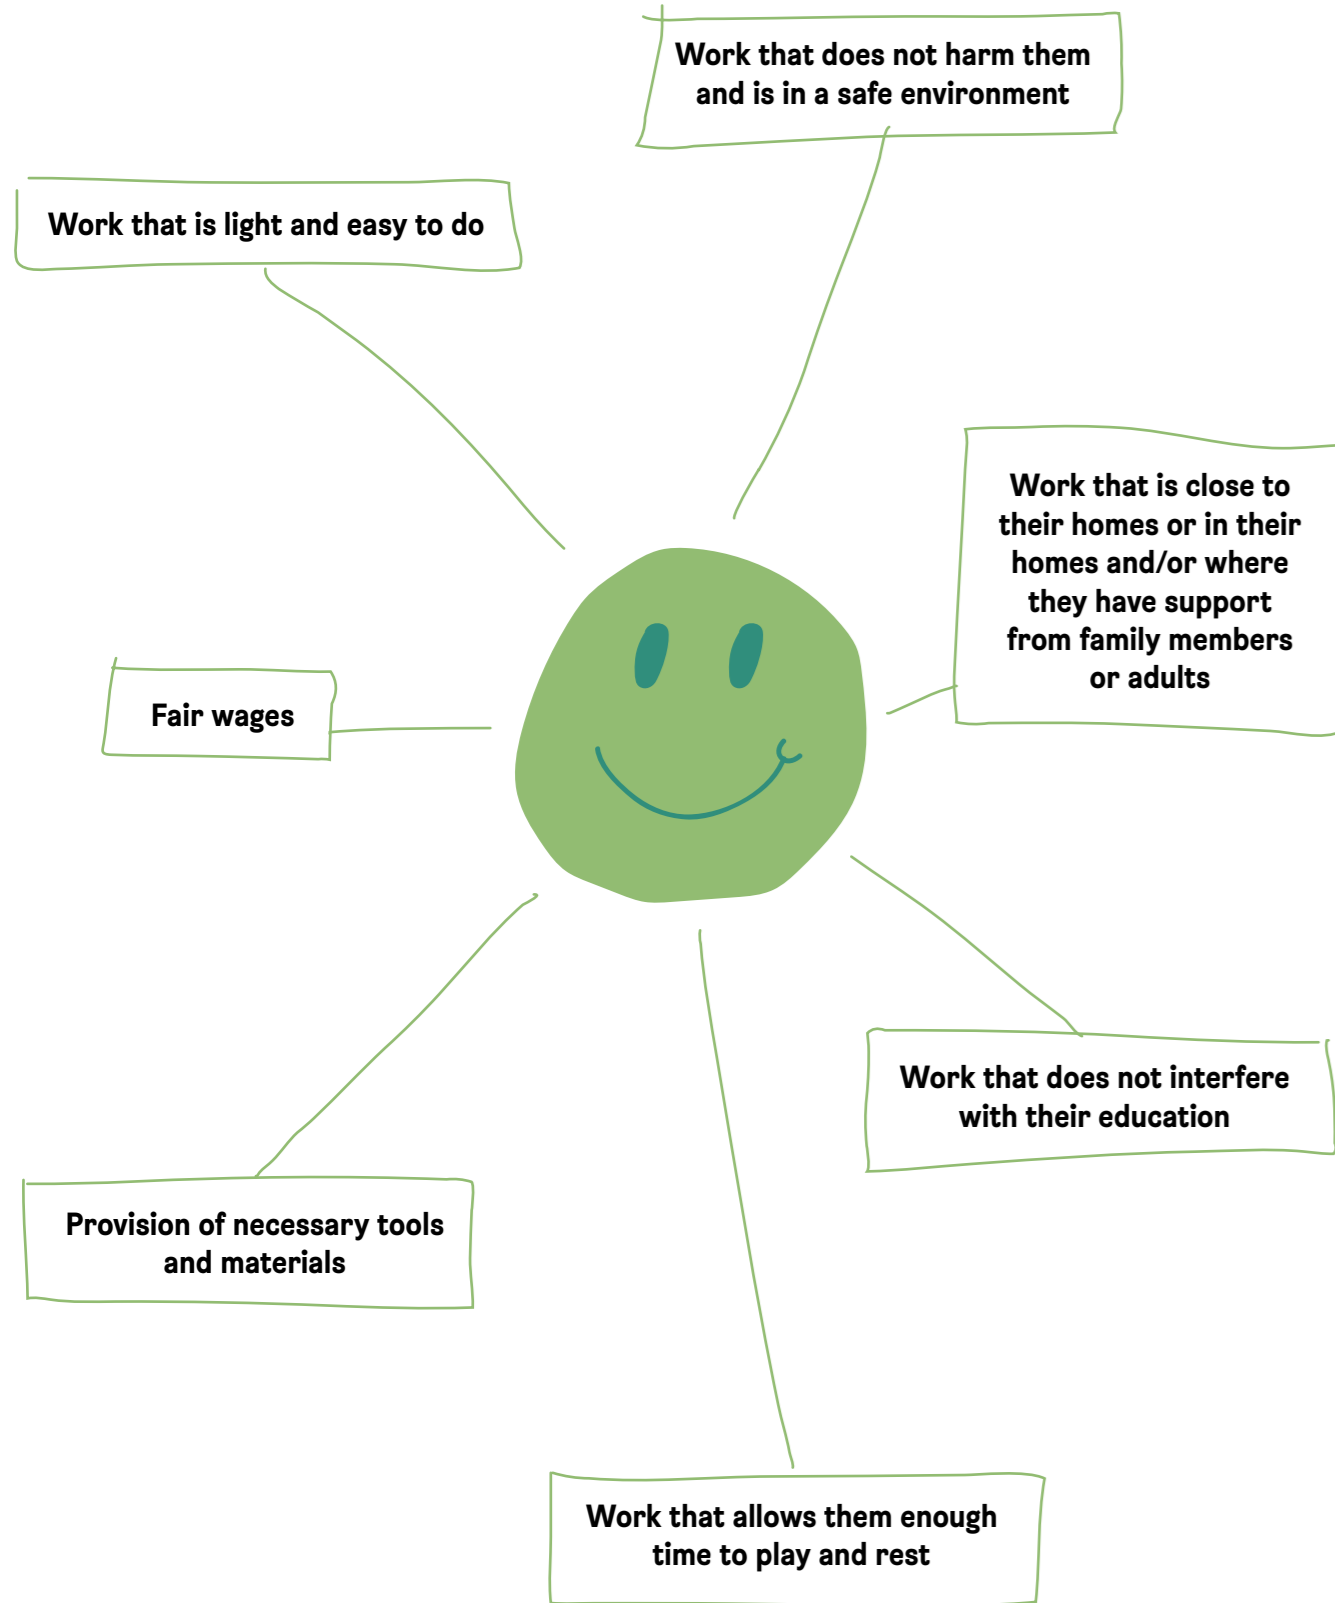 Work that does not harm them
and is in a safe environment
Work that is light and easy to do
Work that is close to
their homes or in their
homes and/or where
they have support
from family members
or adults
Fair wages
Work that does not interfere
with their education
Provision of necessary tools
and materials
Work that allows them enough
time to play and rest